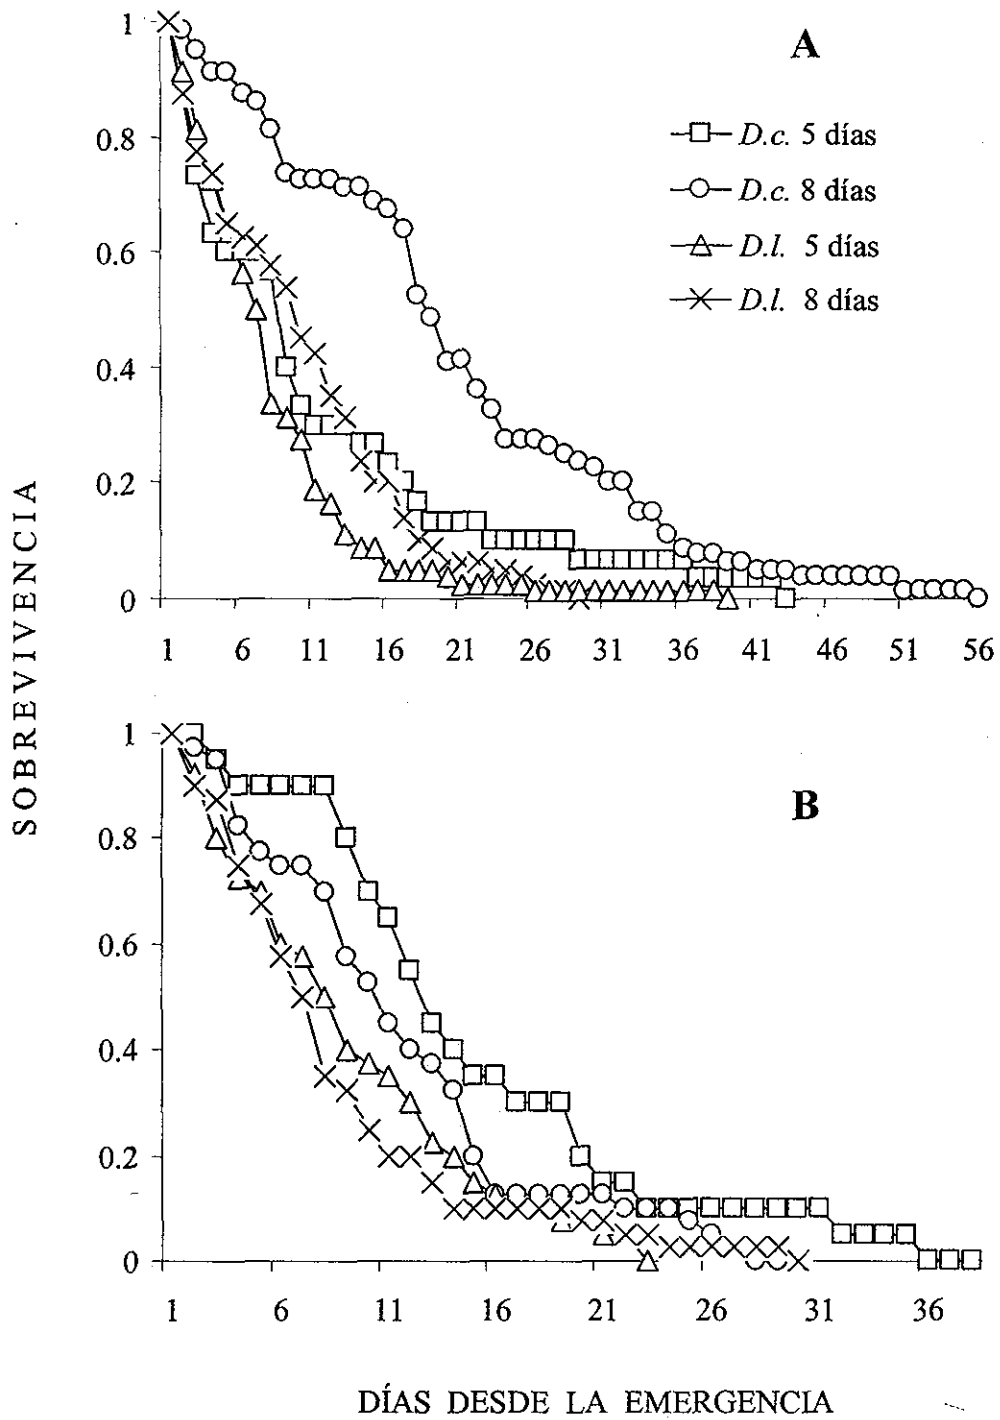 A
D.c. 5 días
D.c. 8 días
D.l. 5 días
D.l. 8 días
1
0.8
0.6
0.4
0.2
0
1 6 11 16 21 26 31 36 41 46 51 56
SOBREVIVENCIA
B
1
0.8
0.6
0.4
0.2
0
1 6 11 16 21 26 31 36
DÍAS DESDE LA EMERGENCIA